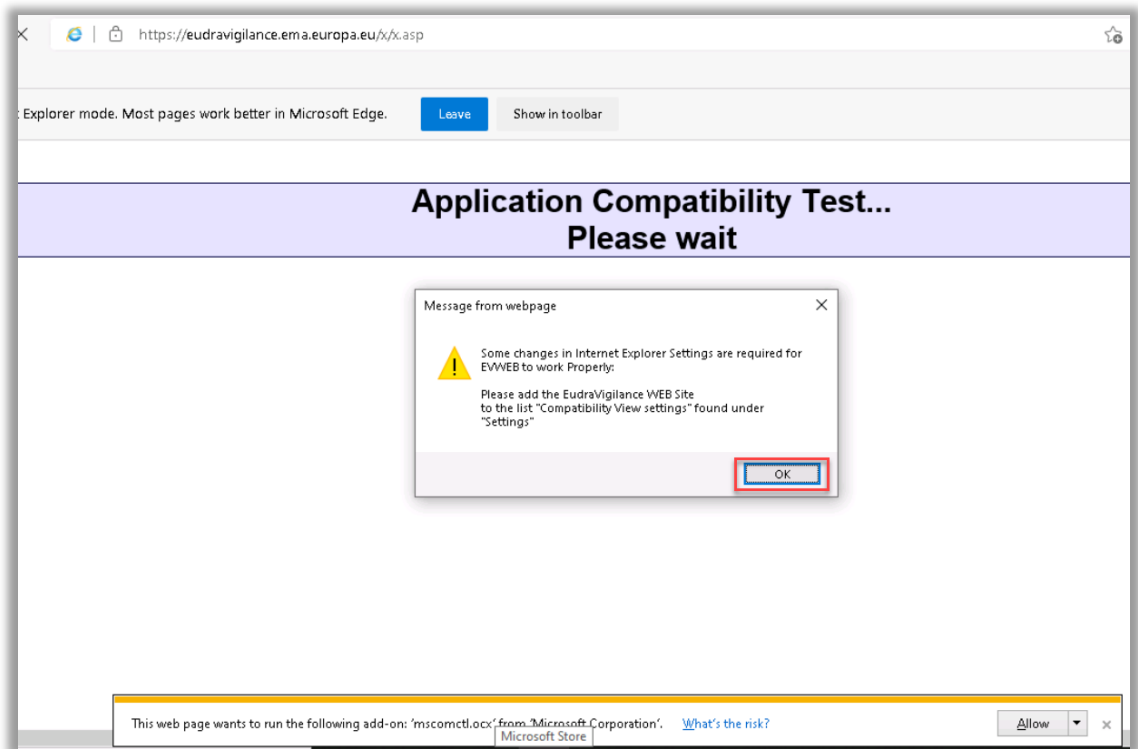 https://eudravigilance.ema.europa.eu/x/x.asp
Explorer mode. Most pages work better in Microsoft Edge.
Leave
Show in toolbar
Application Compatibility Test...
Please wait
Message from webpage
Some changes in Internet Explorer Settings are required for
EVWEB to work Properly:
Please add the EudraVigilance WEB Site
to the list "Compatibility View settings" found under
"Settings"
OK
This web page wants to run the following add-on: 'mscomctl.ocx' from 'Microsoft Corporation'.
What's the risk?
Allow
Microsoft Store